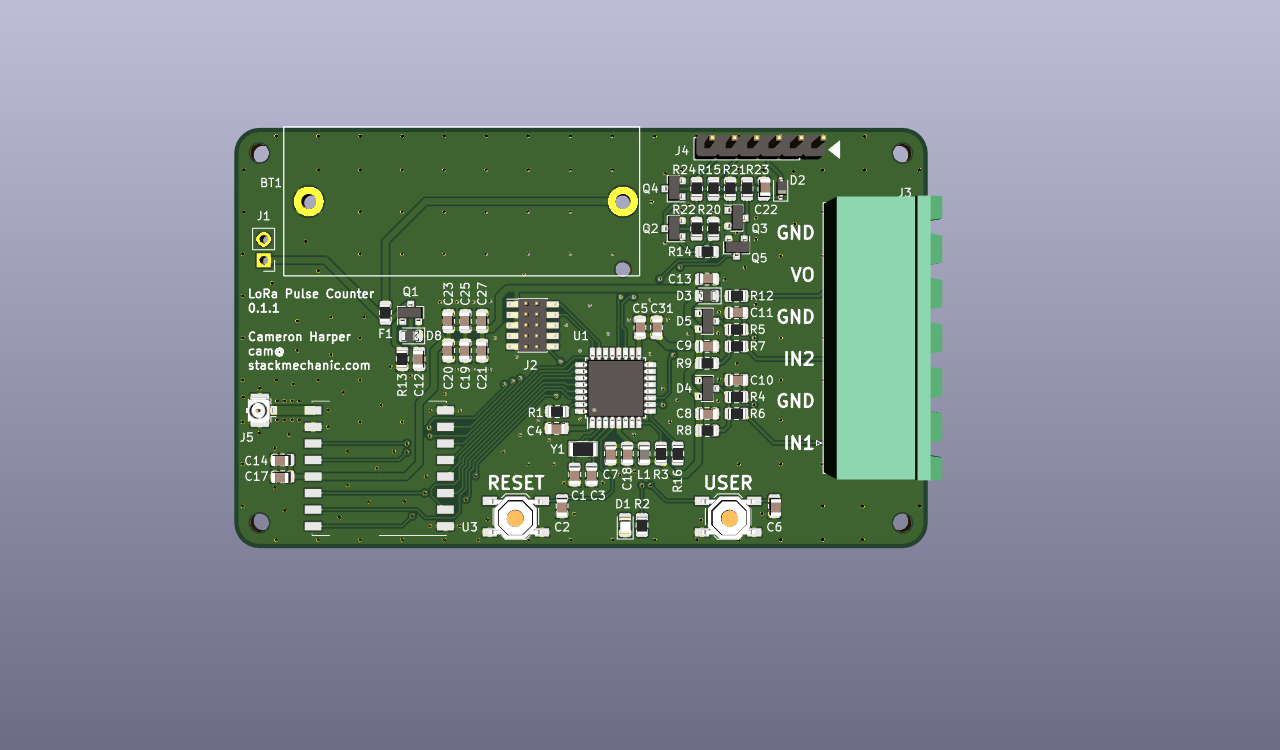 J4
R24 R15 R21 R23
BT1
Q4
D2
C22
J3
J1
R22 R20
Q2
Q3
GND
R14
Q5
VO
C13
LoRa Pulse Counter
0.1.1
Q1
C23
C25
C27
D3
R12
C5 C31
C11
GND
F1
D8
U1
D5
R5
Cameron Harper
cam@
stackmechanic.com
C9
R7
IN2
J2
R9
R13
C12
C20
C19
C21
C10
D4
R4
GND
J5
R1
C8
R6
C4
R8
IN1
Y1
C14
C17
C7
C18
L1
R3
R16
RESET
USER
C1 C3
D1 R2
U3
C2
C6